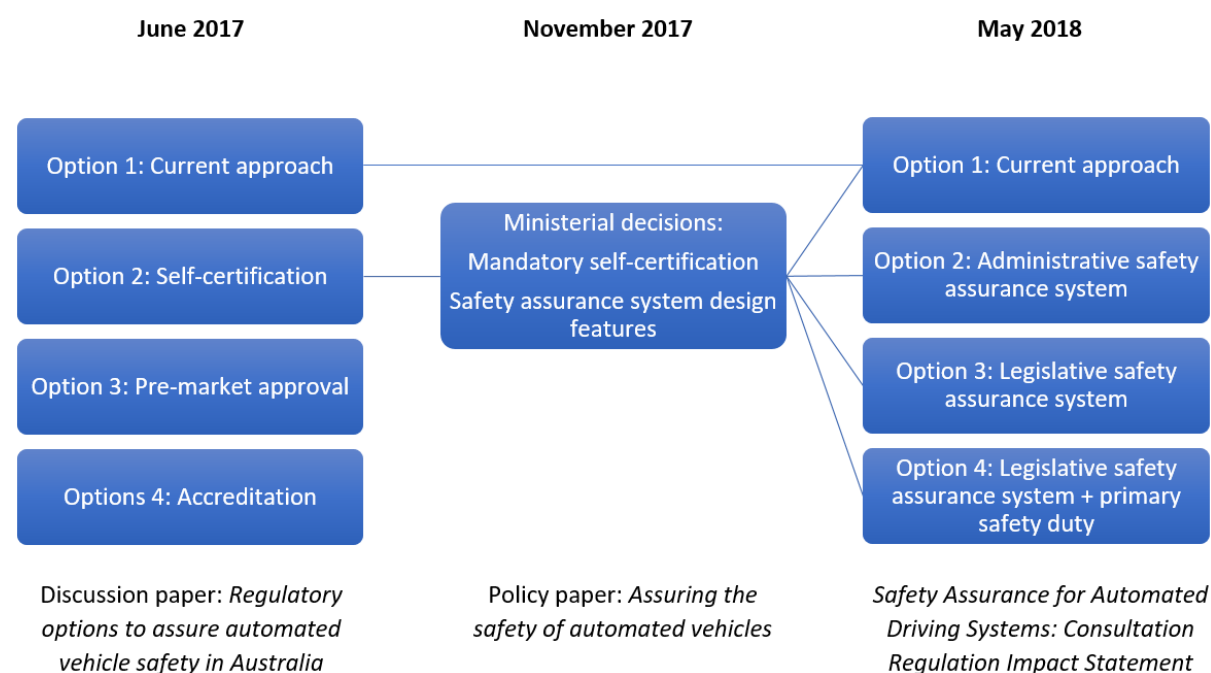 June 2017
November 2017
May 2018
Option 1: Current approach
Option 2: Self-certification
Option 3: Pre-market approval
Options 4: Accreditation
Discussion paper: Regulatory
options to assure automated
vehicle safety in Australia
Ministerial decisions:
Mandatory self-certification
Safety assurance system design
features
Policy paper: Assuring the
safety of automated vehicles
Option 1: Current approach
Option 2: Administrative safety
assurance system
Option 3: Legislative safety
assurance system
Option 4: Legislative safety
assurance system + primary
safety duty
Safety Assurance for Automated
Driving Systems: Consultation
Regulation Impact Statement